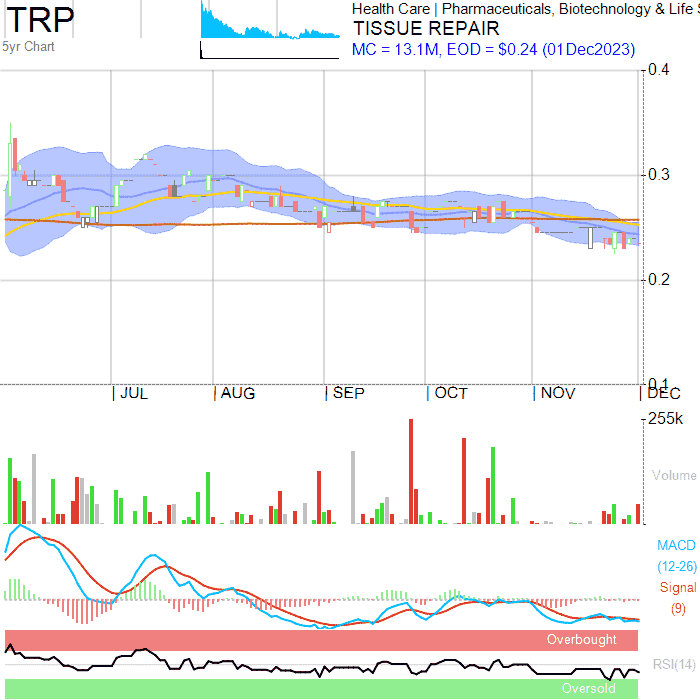 TRP
5yr Chart
Health Care | Pharmaceuticals, Biotechnology & Life
TISSUE REPAIR
MC = 13.1M, EOD = $0.24 (01Dec2023)
0.4
0.3
0.2
0.1
| JUL
| AUG
| SEP
| OCT
| NOV
| DEC
255k
Volume
MACD
(12-26)
Signal
(9)
Overbought
RSI(14)
Oversold